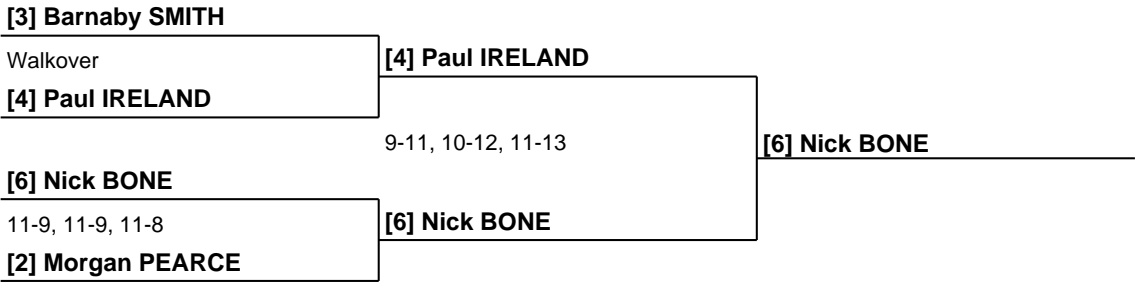 [3] Barnaby SMITH
Walkover
[4] Paul IRELAND
[4] Paul IRELAND
9-11, 10-12, 11-13
[6] Nick BONE
[6] Nick BONE
11-9, 11-9, 11-8
[6] Nick BONE
[2] Morgan PEARCE